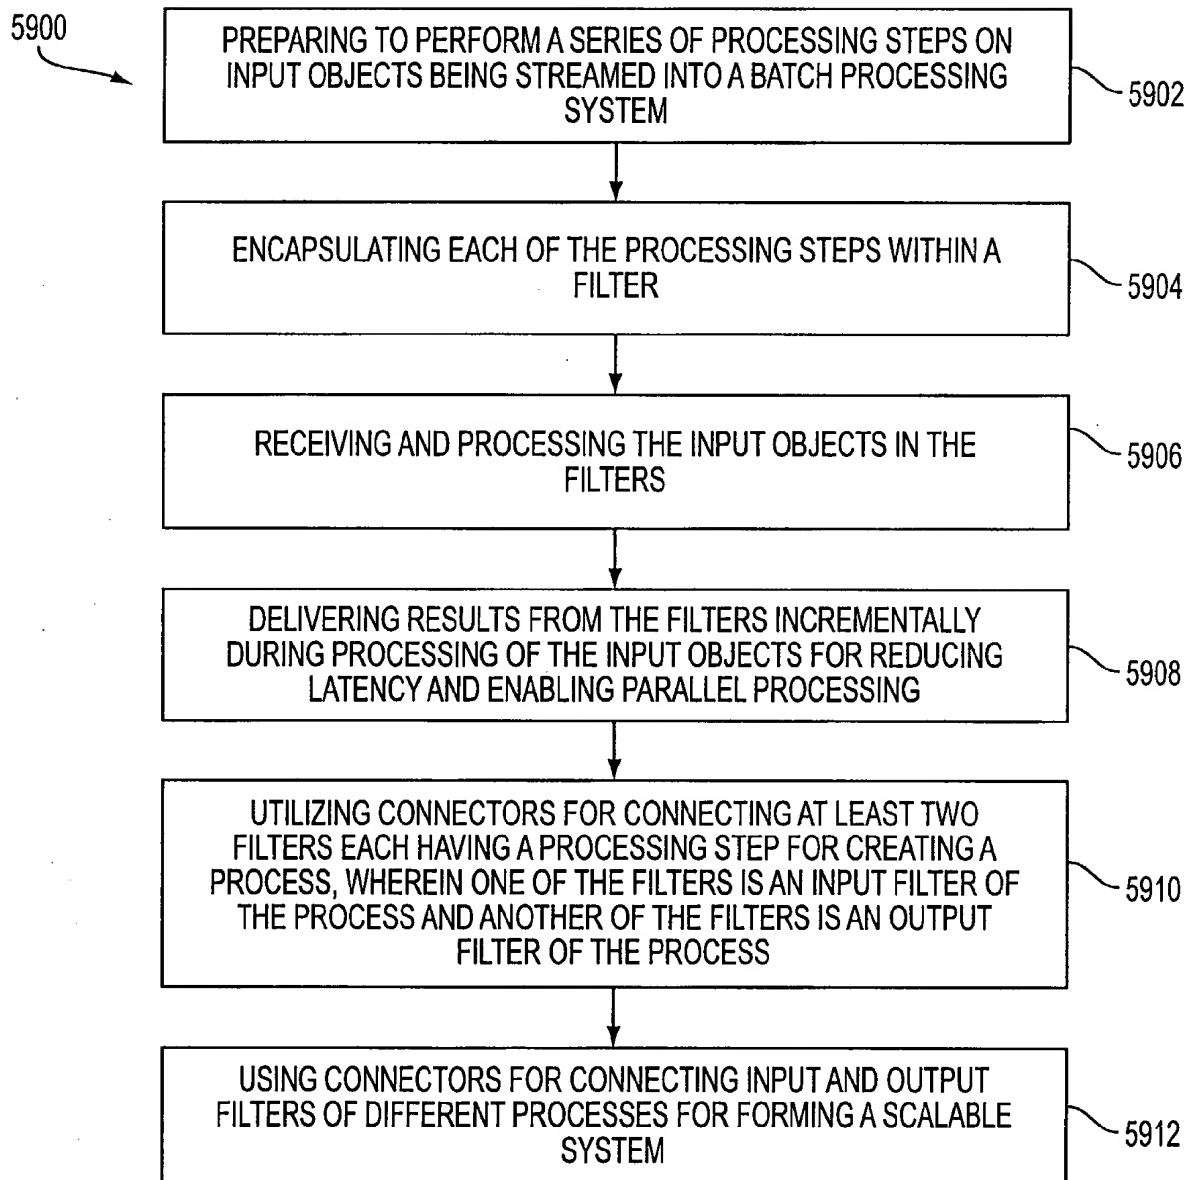 5900
PREPARING TO PERFORM A SERIES OF PROCESSING STEPS ON
INPUT OBJECTS BEING STREAMED INTO A BATCH PROCESSING
SYSTEM
5902
ENCAPSULATING EACH OF THE PROCESSING STEPS WITHIN A
FILTER
5904
RECEIVING AND PROCESSING THE INPUT OBJECTS IN THE
FILTERS
5906
DELIVERING RESULTS FROM THE FILTERS INCREMENTALLY
DURING PROCESSING OF THE INPUT OBJECTS FOR REDUCING
LATENCY AND ENABLING PARALLEL PROCESSING
5908
UTILIZING CONNECTORS FOR CONNECTING AT LEAST TWO
FILTERS EACH HAVING A PROCESSING STEP FOR CREATING A
PROCESS, WHEREIN ONE OF THE FILTERS IS AN INPUT FILTER OF
THE PROCESS AND ANOTHER OF THE FILTERS IS AN OUTPUT
FILTER OF THE PROCESS
5910
USING CONNECTORS FOR CONNECTING INPUT AND OUTPUT
FILTERS OF DIFFERENT PROCESSES FOR FORMING A SCALABLE
SYSTEM
5912